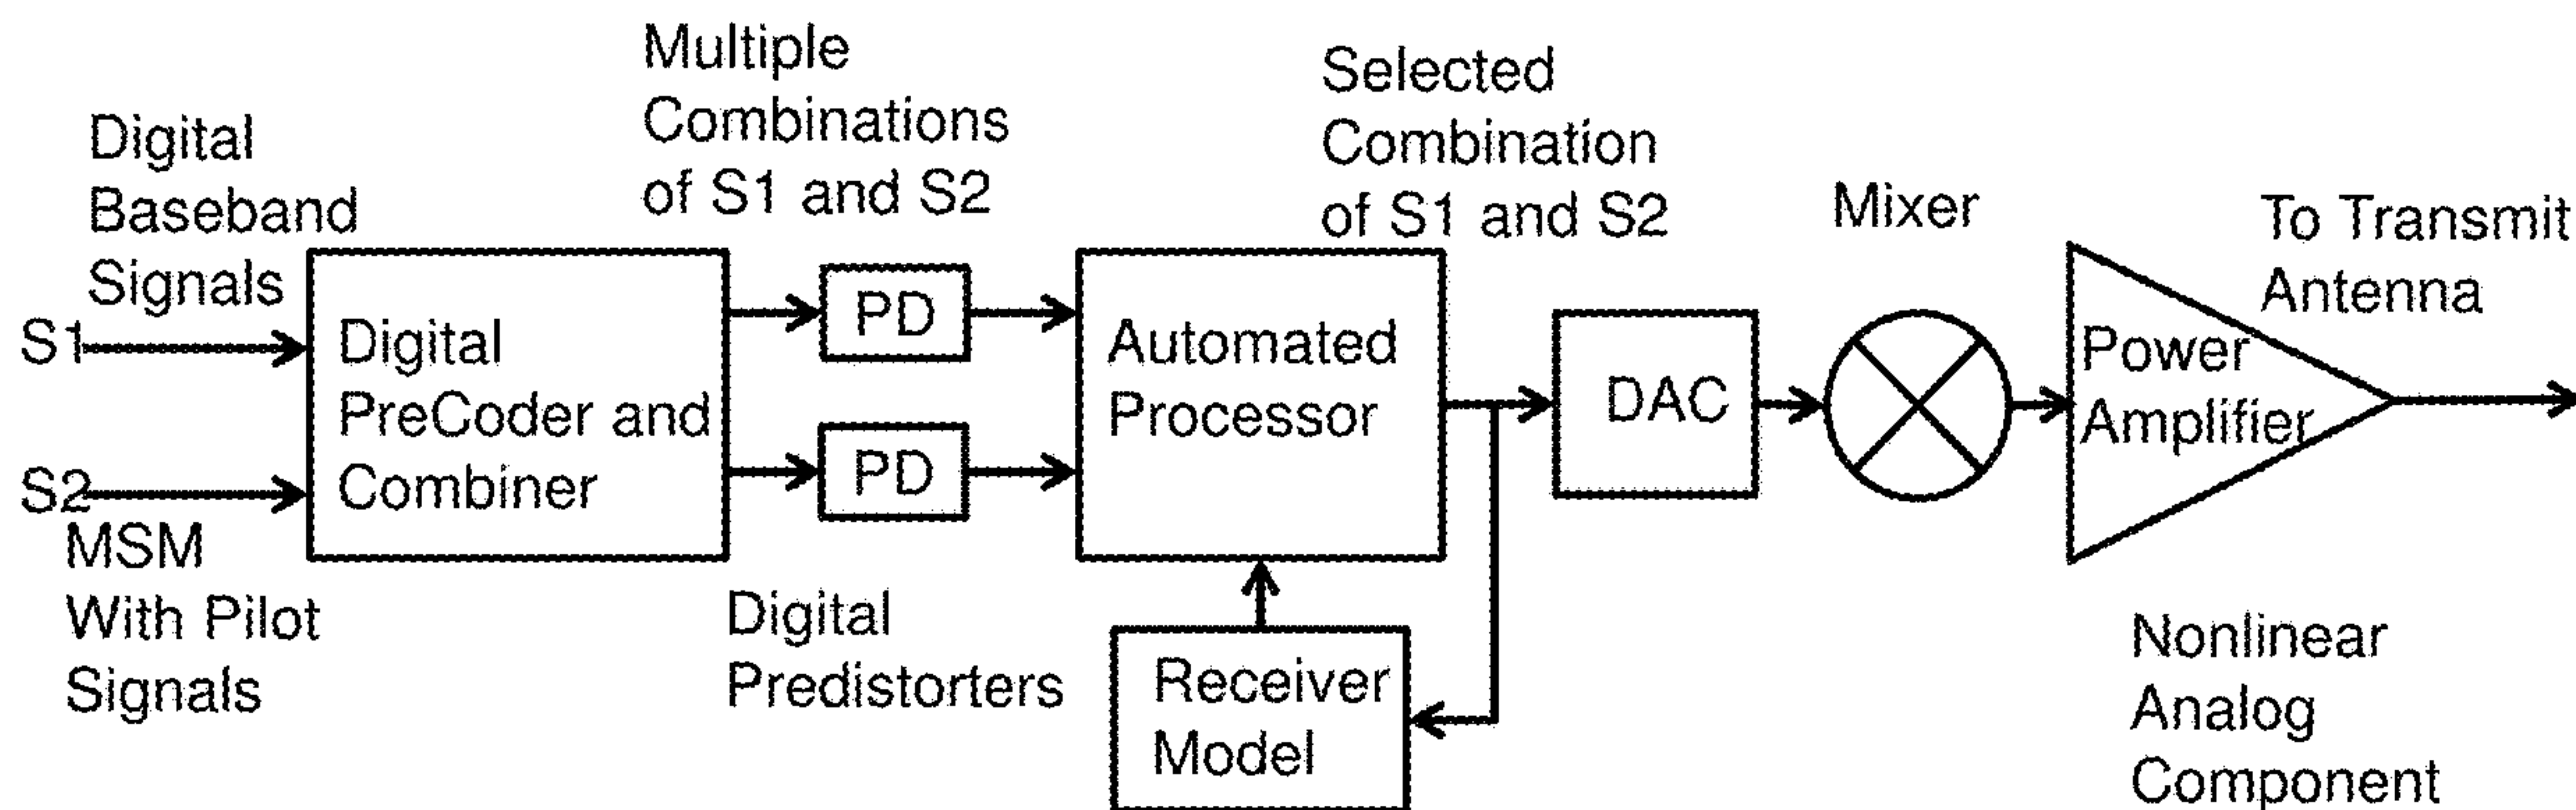 Digital
Baseband
Signals
S1
S2
MSM
With Pilot
Signals
Digital
PreCoder and
Combiner
Multiple
Combinations
of S1 and S2
PD
PD
Digital
Predistorters
Automated
Processor
Receiver
Model
Selected
Combination
of S1 and S2
DAC
Mixer
Power
Amplifier
To Transmit
Antenna
Nonlinear
Analog
Component